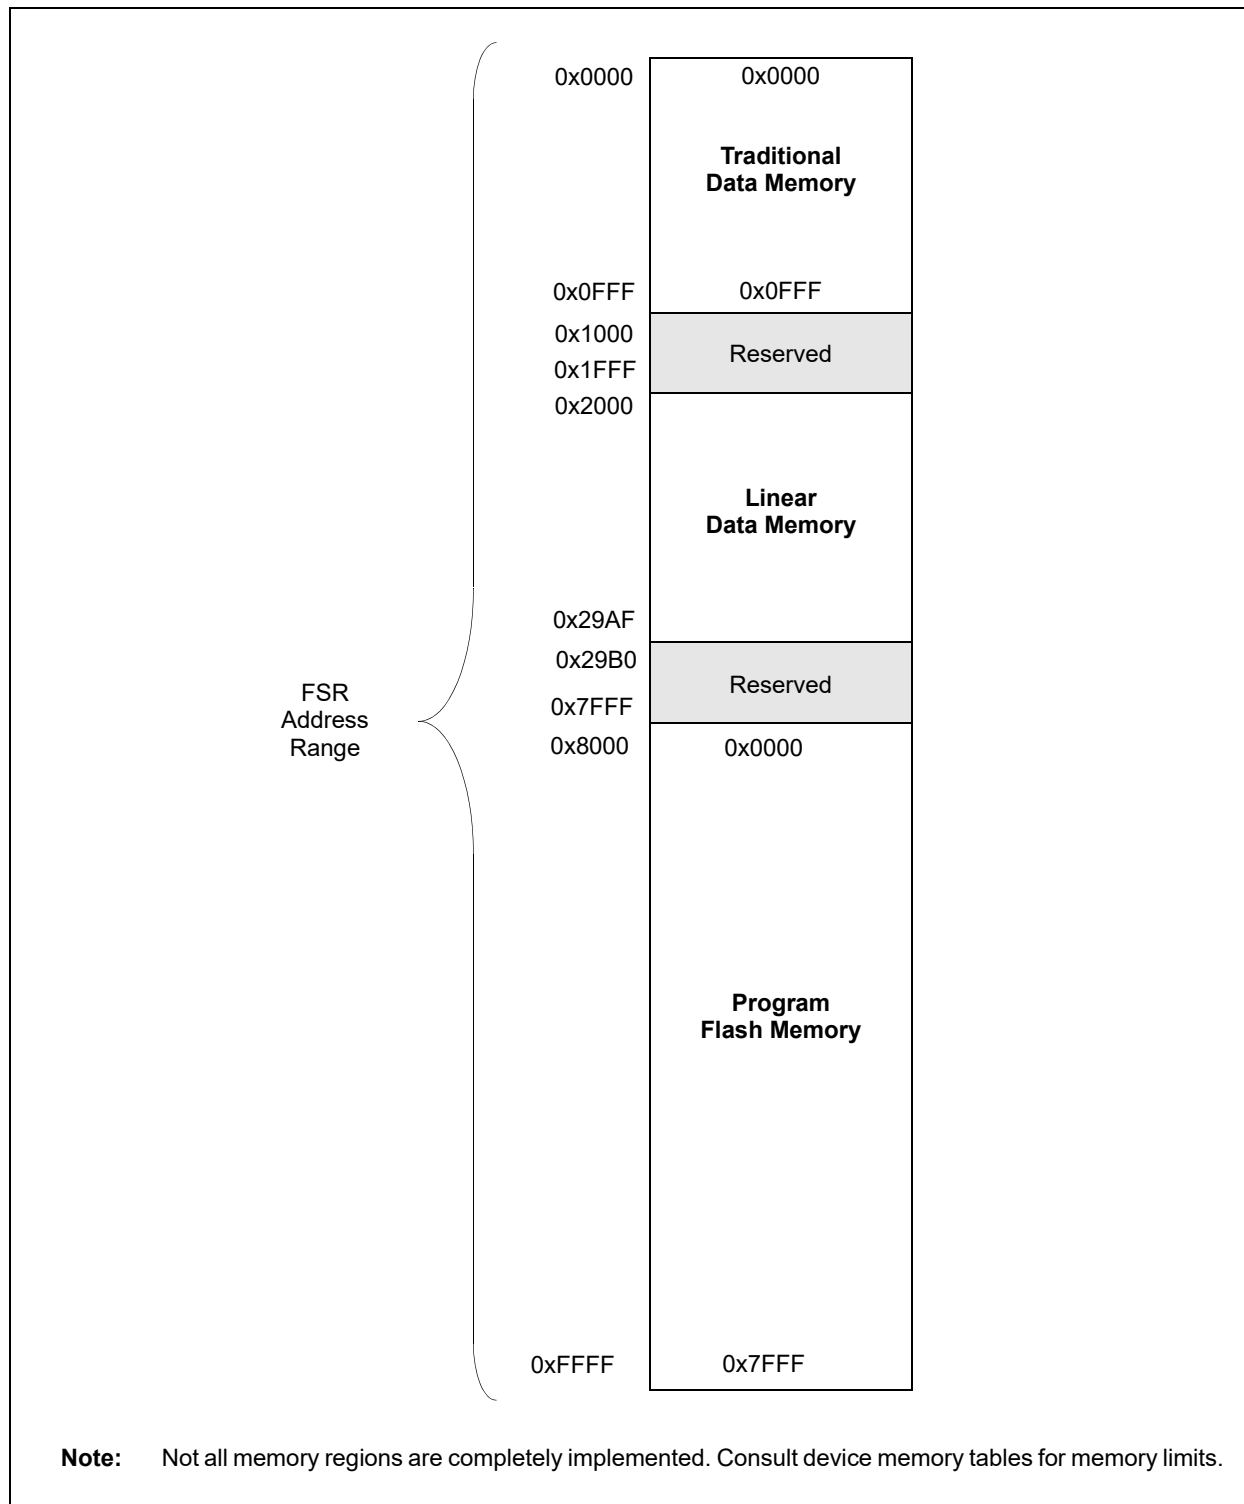 0x0000 0x0000
Traditional
Data Memory
0x0FFF 0x0FFF
0x1000
Reserved
0x1FFF
0x2000
Linear
Data Memory
0x29AF
0x29B0
Reserved
0x7FFF
FSR
Address
Range
0x8000 0x0000
Program
Flash Memory
0xFFFF 0x7FFF
Note: Not all memory regions are completely implemented. Consult device memory tables for memory limits.